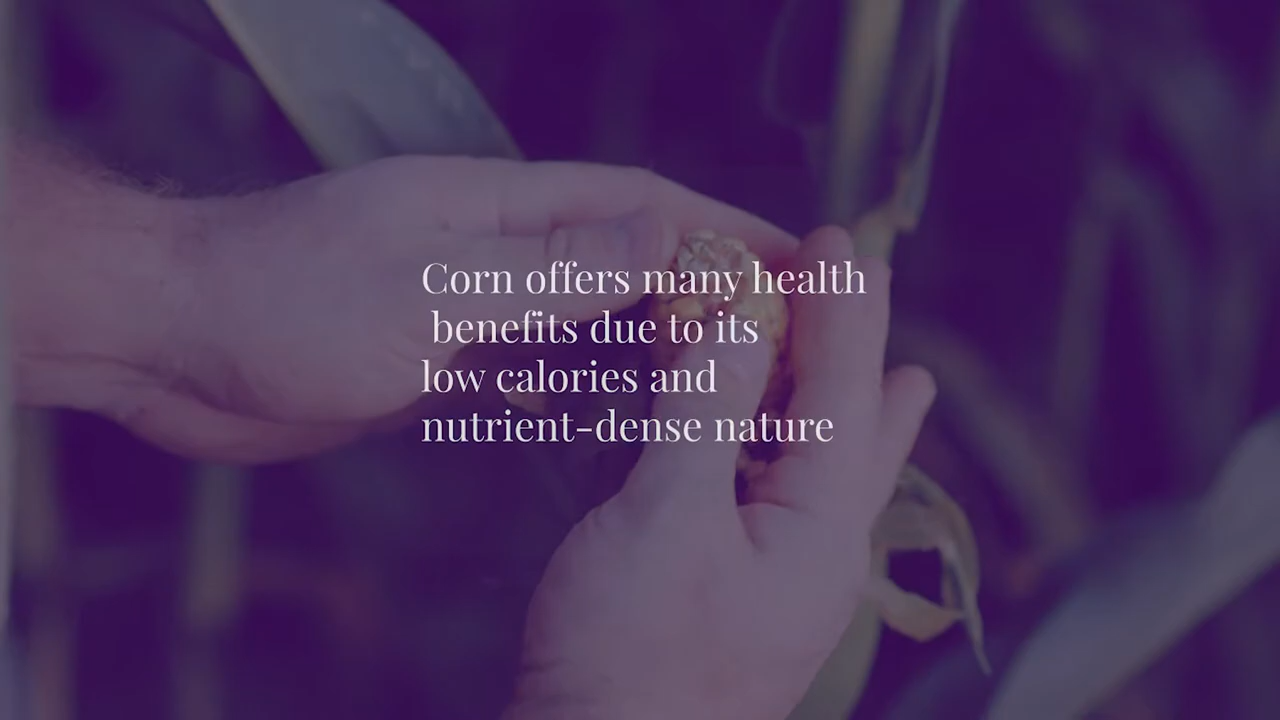 Corn offers many health
benefits due to its
low calories and
nutrient-dense nature